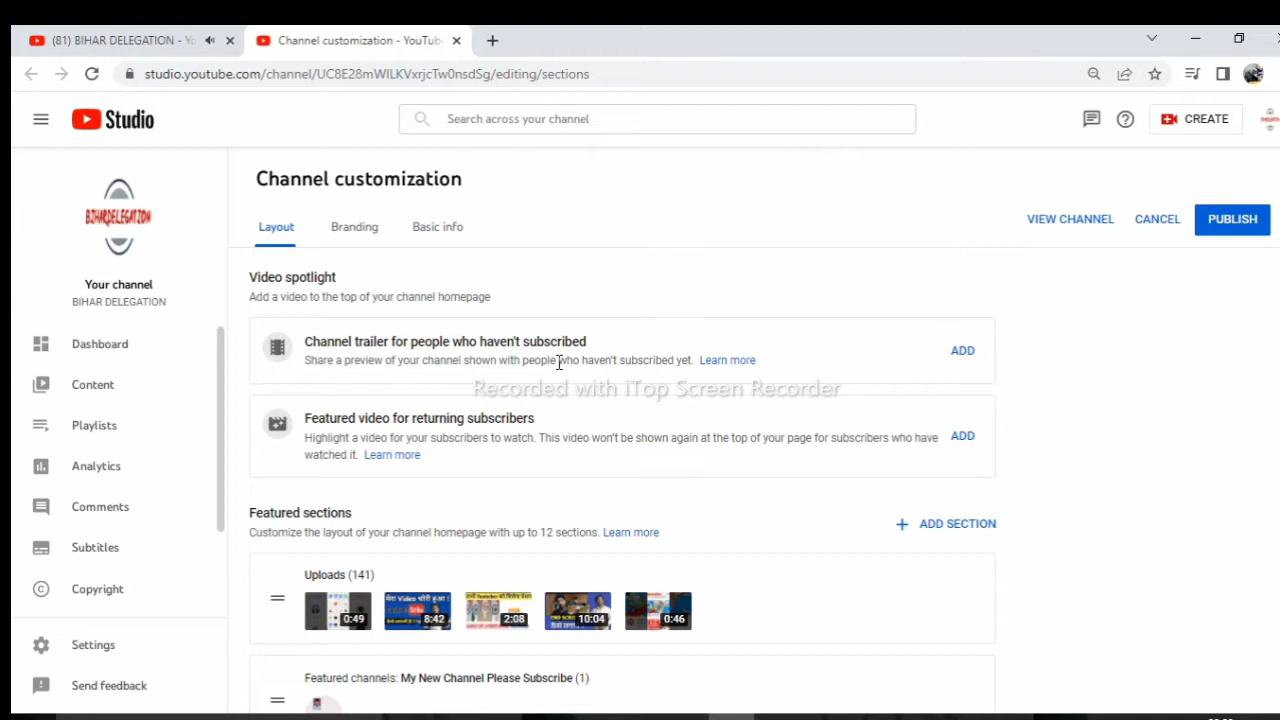 (81) BIHAR DELEGATION - Yo
Channel customization - YouTub
studio.youtube.com/channel/UC8E28mWILKVxrjcTw0nsdSg/editing/sections
Studio
Search across your channel
CREATE
Channel customization
BIHARDELEGATION
Layout
Branding
Basic info
VIEW CHANNEL
CANCEL
PUBLISH
Your channel
BIHAR DELEGATION
Video spotlight
Add a video to the top of your channel homepage
Dashboard
Channel trailer for people who haven't subscribed
Share a preview of your channel shown with people who haven't subscribed yet. Learn more
ADD
Content
Recorded with iTop Screen Recorder
Playlists
Featured video for returning subscribers
Highlight a video for your subscribers to watch. This video won't be shown again at the top of your page for subscribers who have
watched it. Learn more
ADD
Analytics
Comments
Featured sections
Customize the layout of your channel homepage with up to 12 sections. Learn more
ADD SECTION
Subtitles
Copyright
Uploads (141)
मेरा Video चोरी हुआ !
0:49
8:42
2:08
10:04
0:46
Settings
Send feedback
Featured channels: My New Channel Please Subscribe (1)